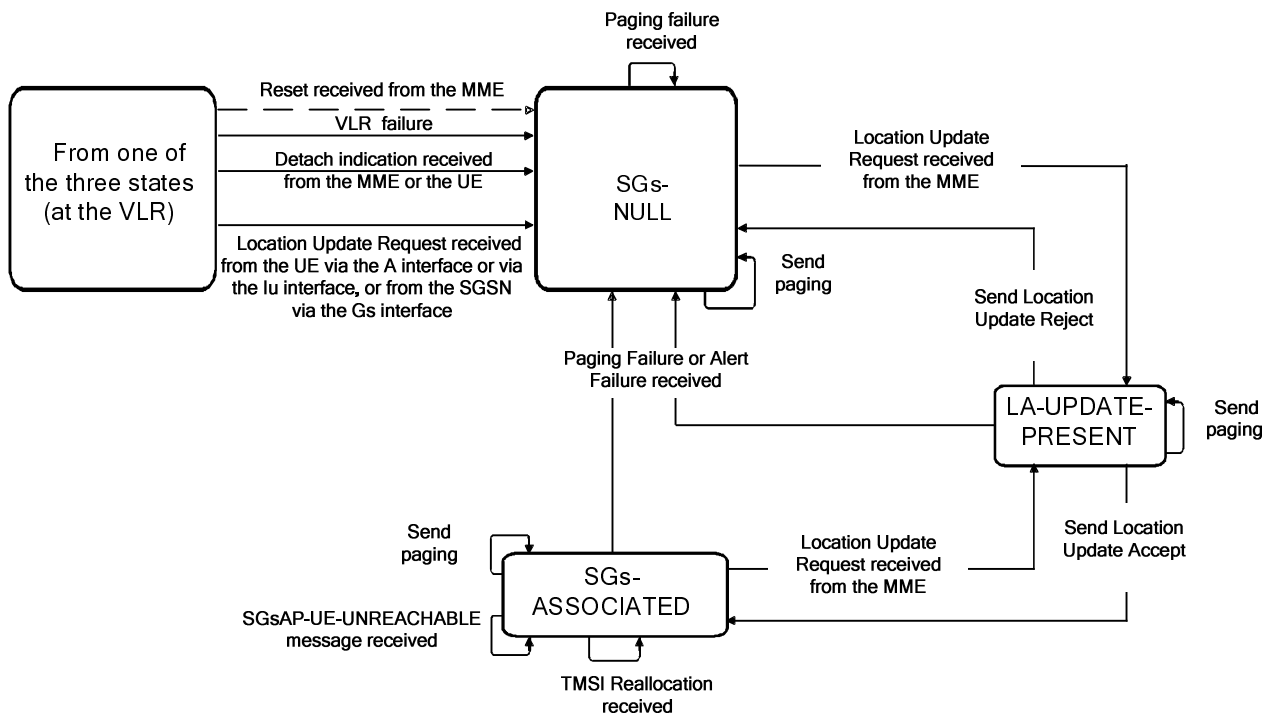 Paging failure
received
Reset received from the MME
VLR failure
Detach indication received
from the MME or the UE
From one of
the three states
(at the VLR)
Location Update Request received
from the UE via the A interface or via
the Iu interface, or from the SGSN
via the Gs interface
SGs-
NULL
Location Update
Request received
from the MME
Send
paging
Send Location
Update Reject
Paging Failure or Alert
Failure received
LA-UPDATE-
PRESENT
Send
paging
Send
paging
SGs-
ASSOCIATED
Location Update
Request received
from the MME
Send Location
Update Accept
SGsAP-UE-UNREACHABLE
message received
TMSI Reallocation
received